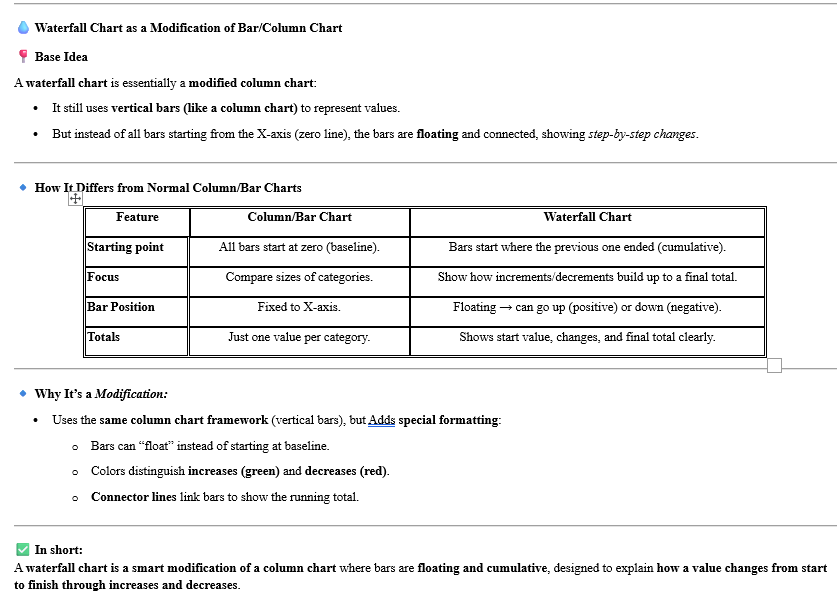 💧 Waterfall Chart as a Modification of Bar/Column Chart
📍 Base Idea
A waterfall chart is essentially a modified column chart:
• It still uses vertical bars (like a column chart) to represent values.
• But instead of all bars starting from the X-axis (zero line), the bars are floating and connected, showing step-by-step changes.
🔹 How It Differs from Normal Column/Bar Charts
Feature Column/Bar Chart Waterfall Chart
Starting point All bars start at zero (baseline). Bars start where the previous one ended (cumulative).
Focus Compare sizes of categories. Show how increments/decrements build up to a final total.
Bar Position Fixed to X-axis. Floating → can go up (positive) or down (negative).
Totals Just one value per category. Shows start value, changes, and final total clearly.
🔹 Why It’s a Modification:
• Uses the same column chart framework (vertical bars), but Adds special formatting:
o Bars can “float” instead of starting at baseline.
o Colors distinguish increases (green) and decreases (red).
o Connector lines link bars to show the running total.
✅ In short:
A waterfall chart is a smart modification of a column chart where bars are floating and cumulative, designed to explain how a value changes from start
to finish through increases and decreases.